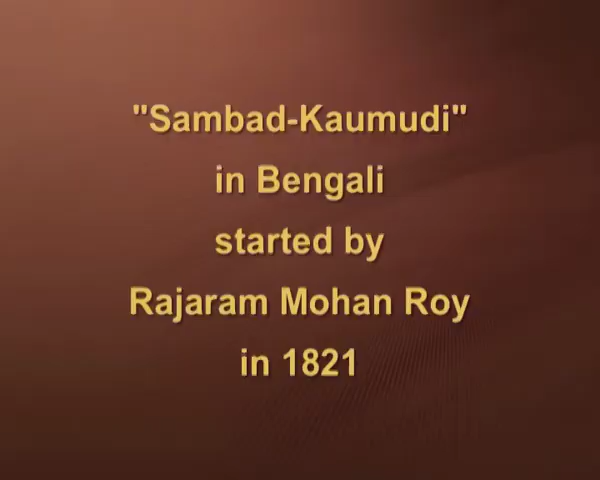 "Sambad-Kaumudi"
in Bengali
started by
Rajaram Mohan Roy
in 1821